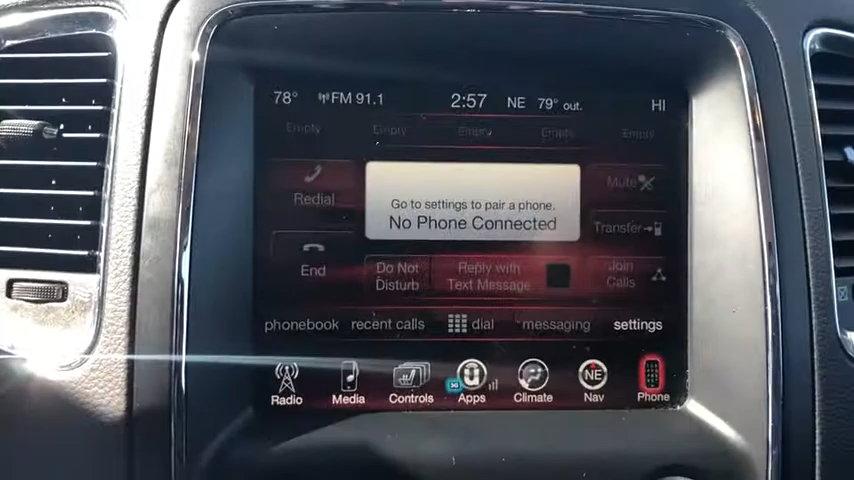 78° FM 91.1 2:57 NE 79° out. HI
Empty Empty Empty Empty Empty
Redial
Go to settings to pair a phone.
No Phone Connected
Mute
Transfer
End
Do Not
Disturb
Reply with
Text Message
Join
Calls
phonebook recent calls dial messaging settings
NE
3G
Radio Media Controls Apps Climate Nav Phone